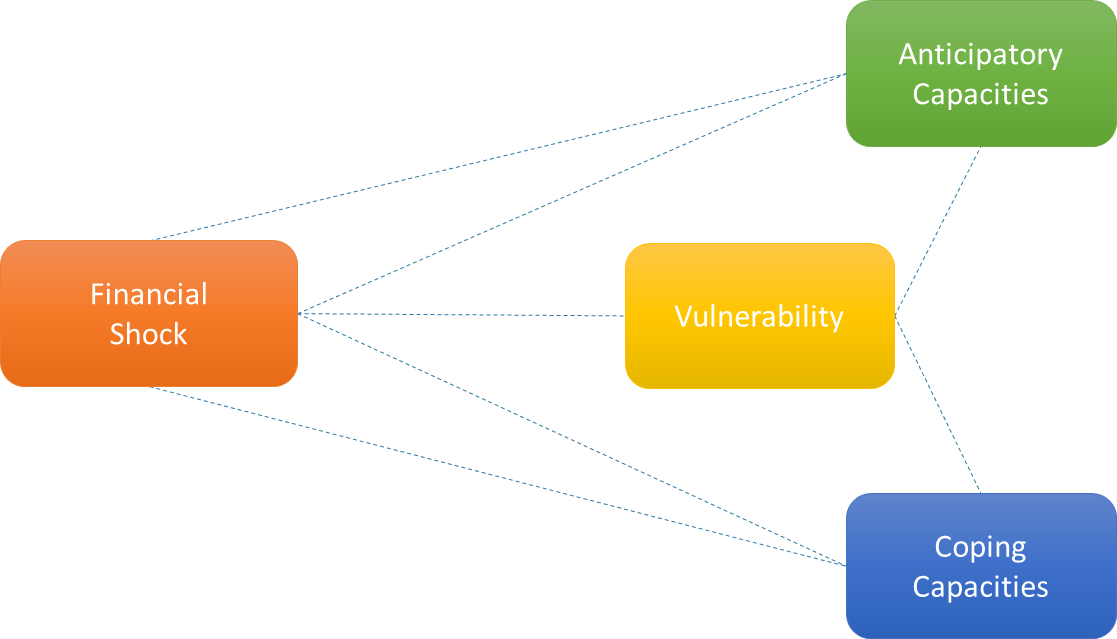 Anticipatory
Capacities
Financial
Shock
Vulnerability
Coping
Capacities